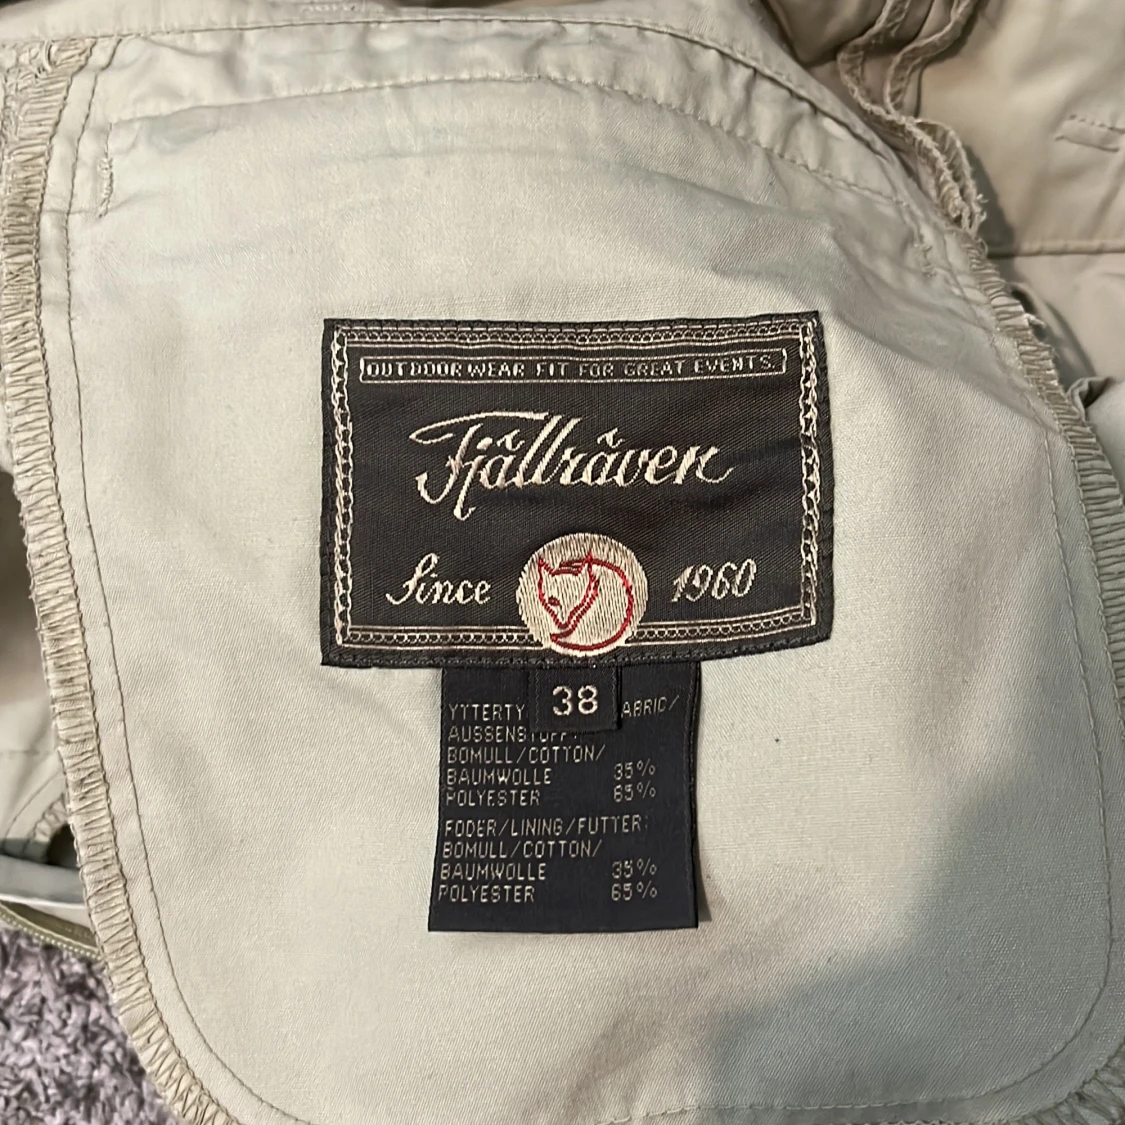 OUTDOOR WEAR FIT FOR GREAT EVENTS.
Fjällräven
Since 1960
38
YTTERTY ABRIC/
AUSSENSTOFF:
BOMULL/COTTON/
BAUMWOLLE 35%
POLYESTER 65%
FODER/LINING/FUTTER:
BOMULL/COTTON/
BAUMWOLLE 35%
POLYESTER 65%